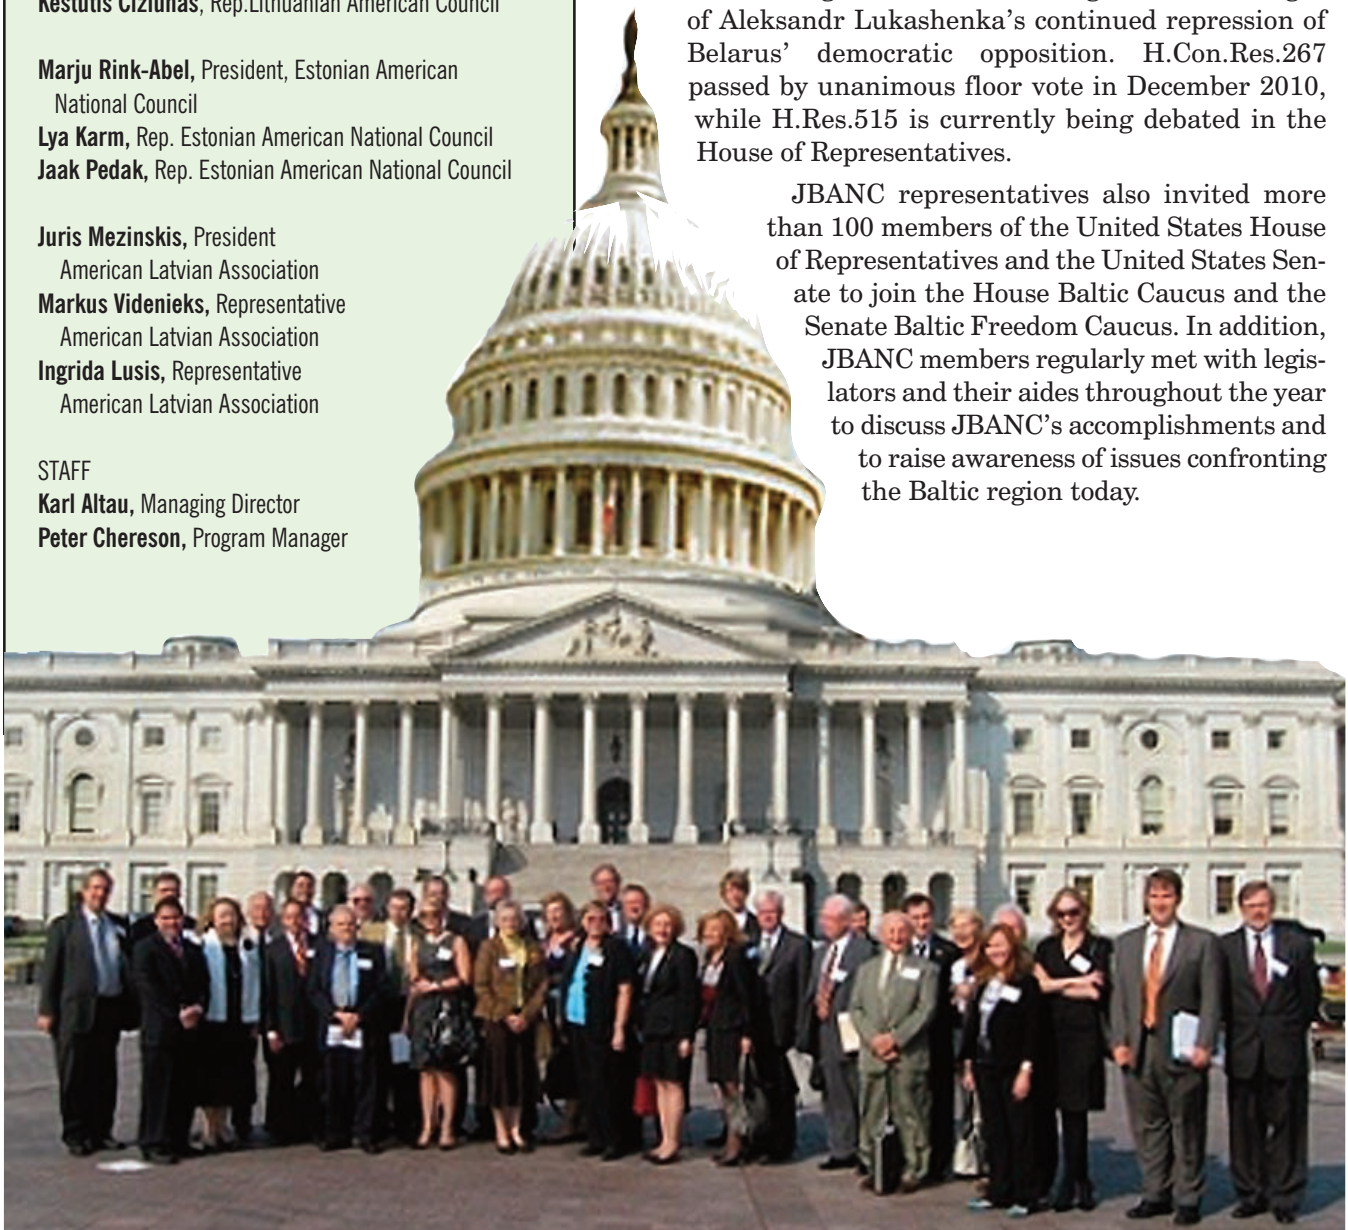 Kestutis Ciziunas, Rep.Lithuanian American Council
Marju Rink-Abel, President, Estonian American
National Council
Lya Karm, Rep. Estonian American National Council
Jaak Pedak, Rep. Estonian American National Council
Juris Mezinskis, President
American Latvian Association
Markus Videnieks, Representative
American Latvian Association
Ingrida Lusis, Representative
American Latvian Association
STAFF
Karl Altau, Managing Director
Peter Chereson, Program Manager
of Aleksandr Lukashenka’s continued repression of
Belarus’ democratic opposition. H.Con.Res.267
passed by unanimous floor vote in December 2010,
while H.Res.515 is currently being debated in the
House of Representatives.
JBANC representatives also invited more
than 100 members of the United States House
of Representatives and the United States Sen-
ate to join the House Baltic Caucus and the
Senate Baltic Freedom Caucus. In addition,
JBANC members regularly met with legis-
lators and their aides throughout the year
to discuss JBANC’s accomplishments and
to raise awareness of issues confronting
the Baltic region today.